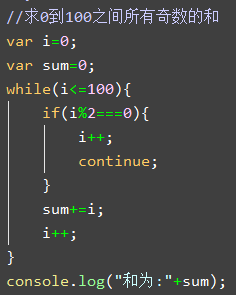 //求0到100之间所有奇数的和
var i=0;
var sum=0;
while(i<=100){
if(i%2===0){
i++;
continue;
}
sum+=i;
i++;
}
console.log("和为:"+sum);